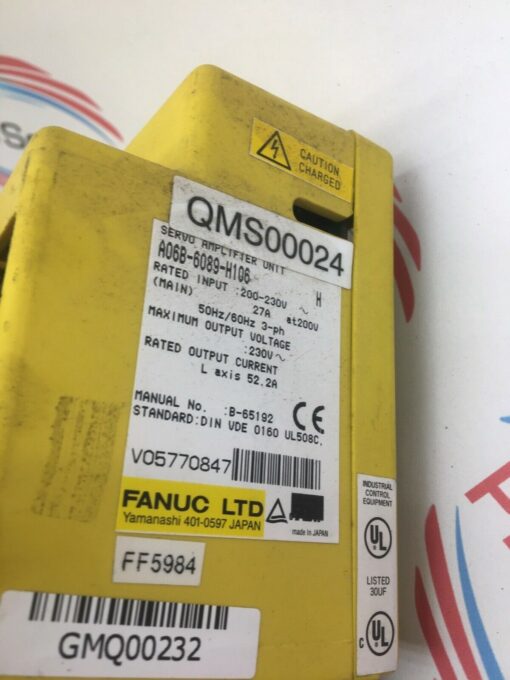 CAUTION
CHARGED
QMS00024
SERVO AMPLIFIER UNIT
A06B-6089-H106 H
RATED INPUT :200-230V ~
(MAIN) 27A at200V
50Hz/60Hz 3-ph
MAXIMUM OUTPUT VOLTAGE
:230V~
RATED OUTPUT CURRENT
L axis 52.2A
MANUAL No. :B-65192
STANDARD:DIN VDE 0160 UL508C.
CE
V05770847
FANUC LTD
Yamanashi 401-0597 JAPAN
made in JAPAN
FF5984
GMQ00232
INDUSTRIAL
CONTROL
EQUIPMENT
UL
LISTED
30UF
c UL